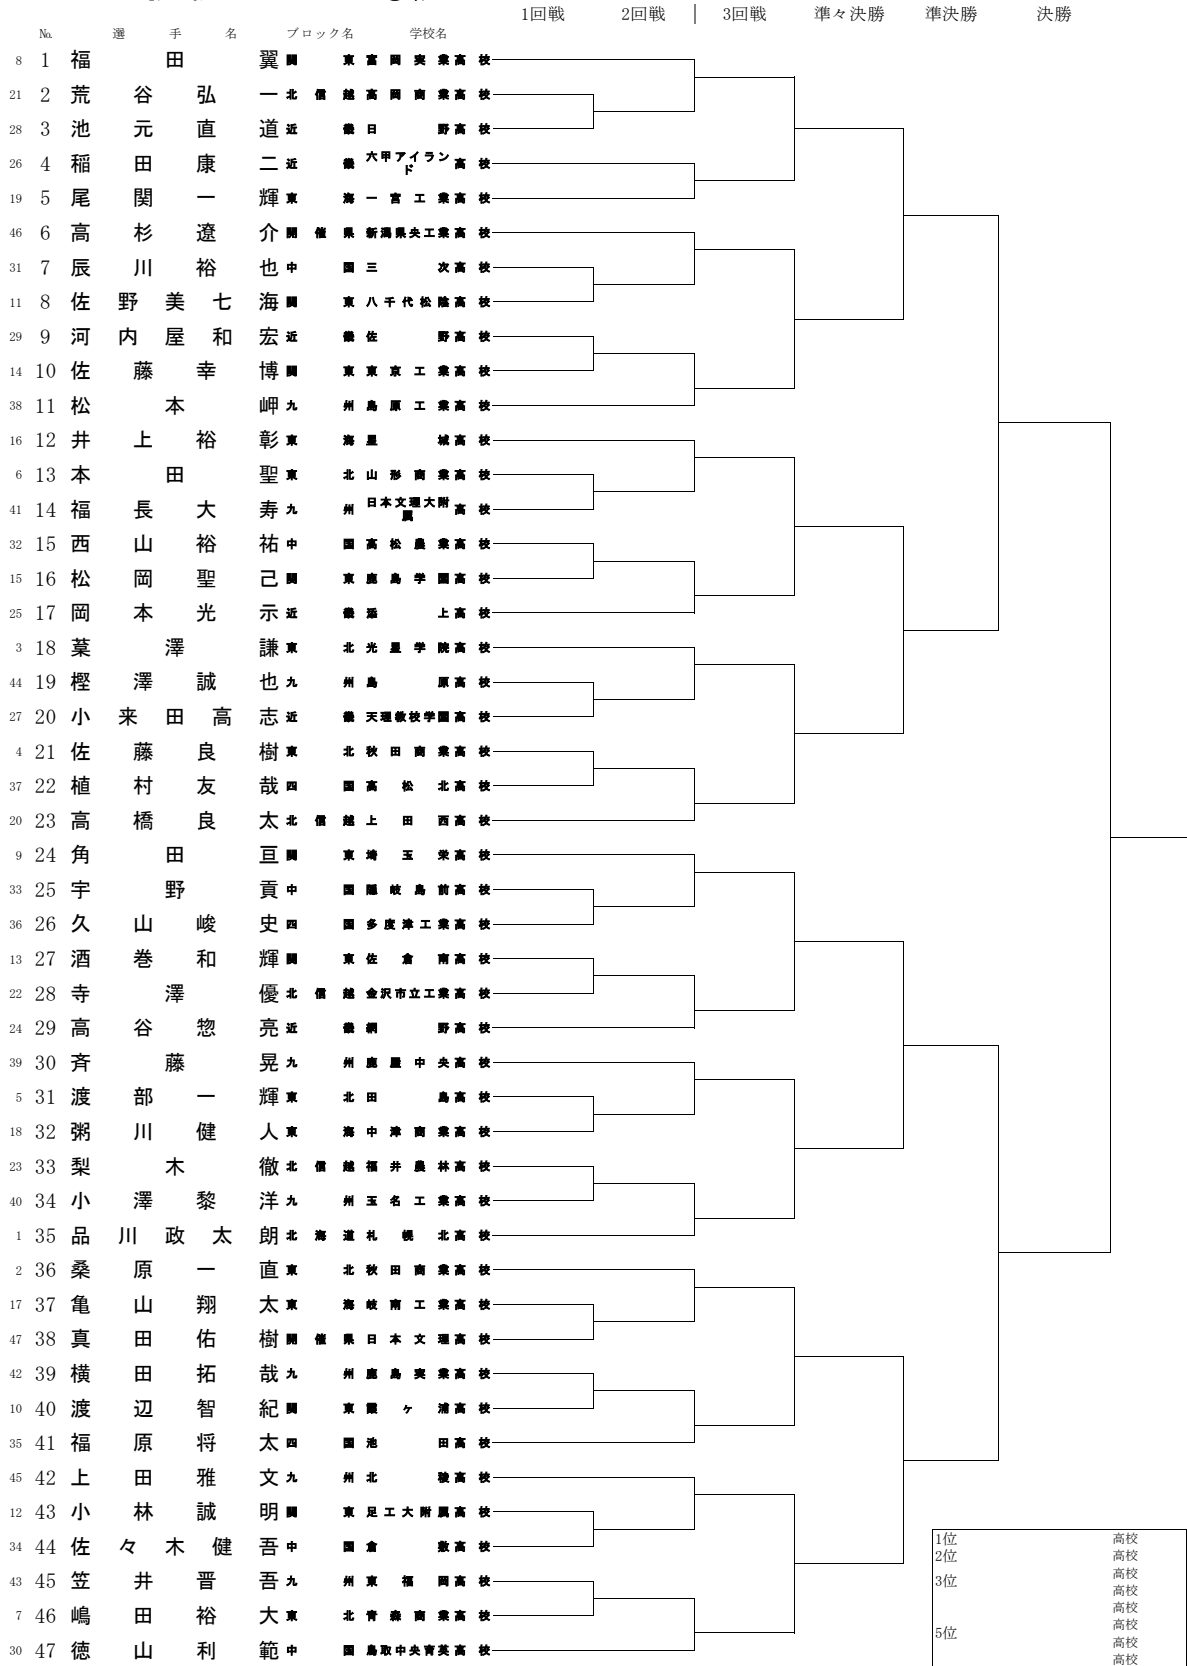 1回戦 2回戦 3回戦 準々決勝 準決勝 決勝
№ 選手名 ブロック名 学校名
8 1 福田翼 関東 富岡実業高校
21 2 荒谷弘一 北信越 高岡商業高校
28 3 池元直道 近畿 日野高校
26 4 稲田康二 近畿 六甲アイランド高校
19 5 尾関一輝 東海 一宮工業高校
46 6 高杉遼介 開催県 新潟県央工業高校
31 7 辰川裕也 中国 三次高校
11 8 佐野美七海 関東 八千代松陰高校
29 9 河内屋和宏 近畿 佐野高校
14 10 佐藤幸博 関東 東京工業高校
38 11 松本岬 九州 島原工業高校
16 12 井上裕彰 東海 星城高校
6 13 本田聖 東北 山形商業高校
41 14 福長大寿 九州 日本文理大附属高校
32 15 西山裕祐 中国 高松農業高校
15 16 松岡聖己 関東 鹿島学園高校
25 17 岡本光示 近畿 添上高校
3 18 葈澤謙 東北 光星学院高校
44 19 樫澤誠也 九州 島原高校
27 20 小来田高志 近畿 天理教校学園高校
4 21 佐藤良樹 東北 秋田商業高校
37 22 植村友哉 四国 高松北高校
20 23 高橋良太 北信越 上田西高校
9 24 角田亘 関東 埼玉栄高校
33 25 宇野貢 中国 隠岐島前高校
36 26 久山峻史 四国 多度津工業高校
13 27 酒巻和輝 関東 佐倉南高校
22 28 寺澤優 北信越 金沢市立工業高校
24 29 高谷惣亮 近畿 網野高校
39 30 斉藤晃 九州 鹿屋中央高校
5 31 渡部一輝 東北 田島高校
18 32 粥川健人 東海 中津商業高校
23 33 梨木徹 北信越 福井農林高校
40 34 小澤黎洋 九州 玉名工業高校
1 35 品川政太朗 北海道 札幌北高校
2 36 桑原一直 東北 秋田商業高校
17 37 亀山翔太 東海 岐南工業高校
47 38 真田佑樹 開催県 日本文理高校
42 39 横田拓哉 九州 鹿島実業高校
10 40 渡辺智紀 関東 霞ヶ浦高校
35 41 福原将太 四国 池田高校
45 42 上田雅文 九州 北稜高校
12 43 小林誠明 関東 足工大附属高校
34 44 佐々木健吾 中国 倉敷高校
43 45 笠井晋吾 九州 東福岡高校
7 46 嶋田裕大 東北 青森商業高校
30 47 徳山利範 中国 鳥取中央育英高校
1位 高校
2位 高校
3位 高校
高校
高校
5位 高校
高校
高校